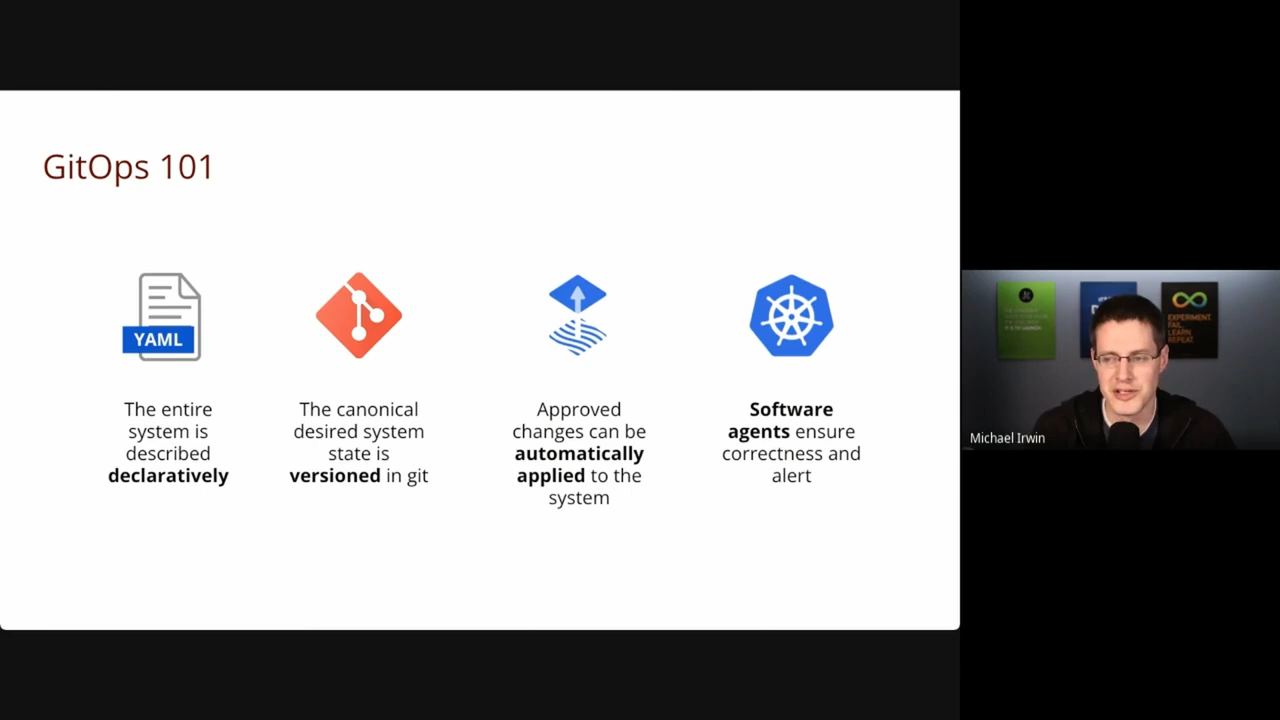 GitOps 101
YAML
The entire
system is
described
declaratively
The canonical
desired system
state is
versioned in git
Approved
changes can be
automatically
applied to the
system
Software
agents ensure
correctness and
alert
EXPERIMENT.
FAIL.
LEARN.
REPEAT.
Michael Irwin